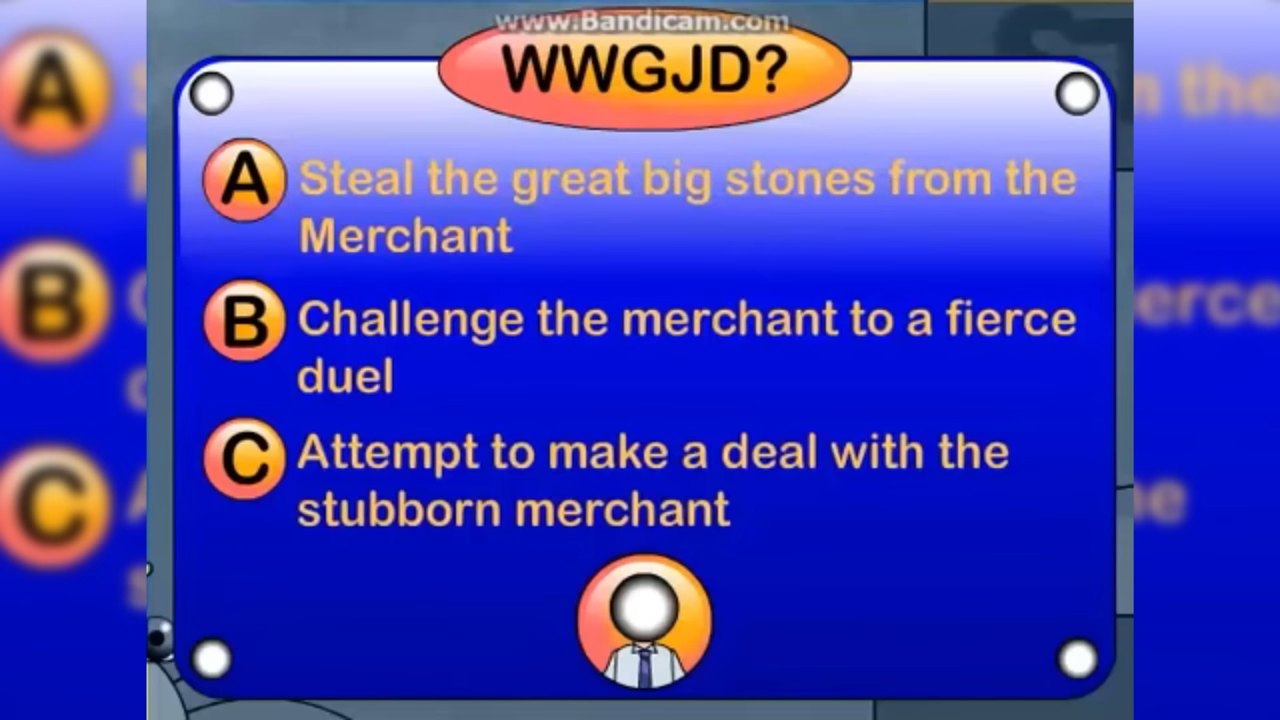 www.Bandicam.com
WWGJD?
A Steal the great big stones from the
Merchant
B Challenge the merchant to a fierce
duel
C Attempt to make a deal with the
stubborn merchant